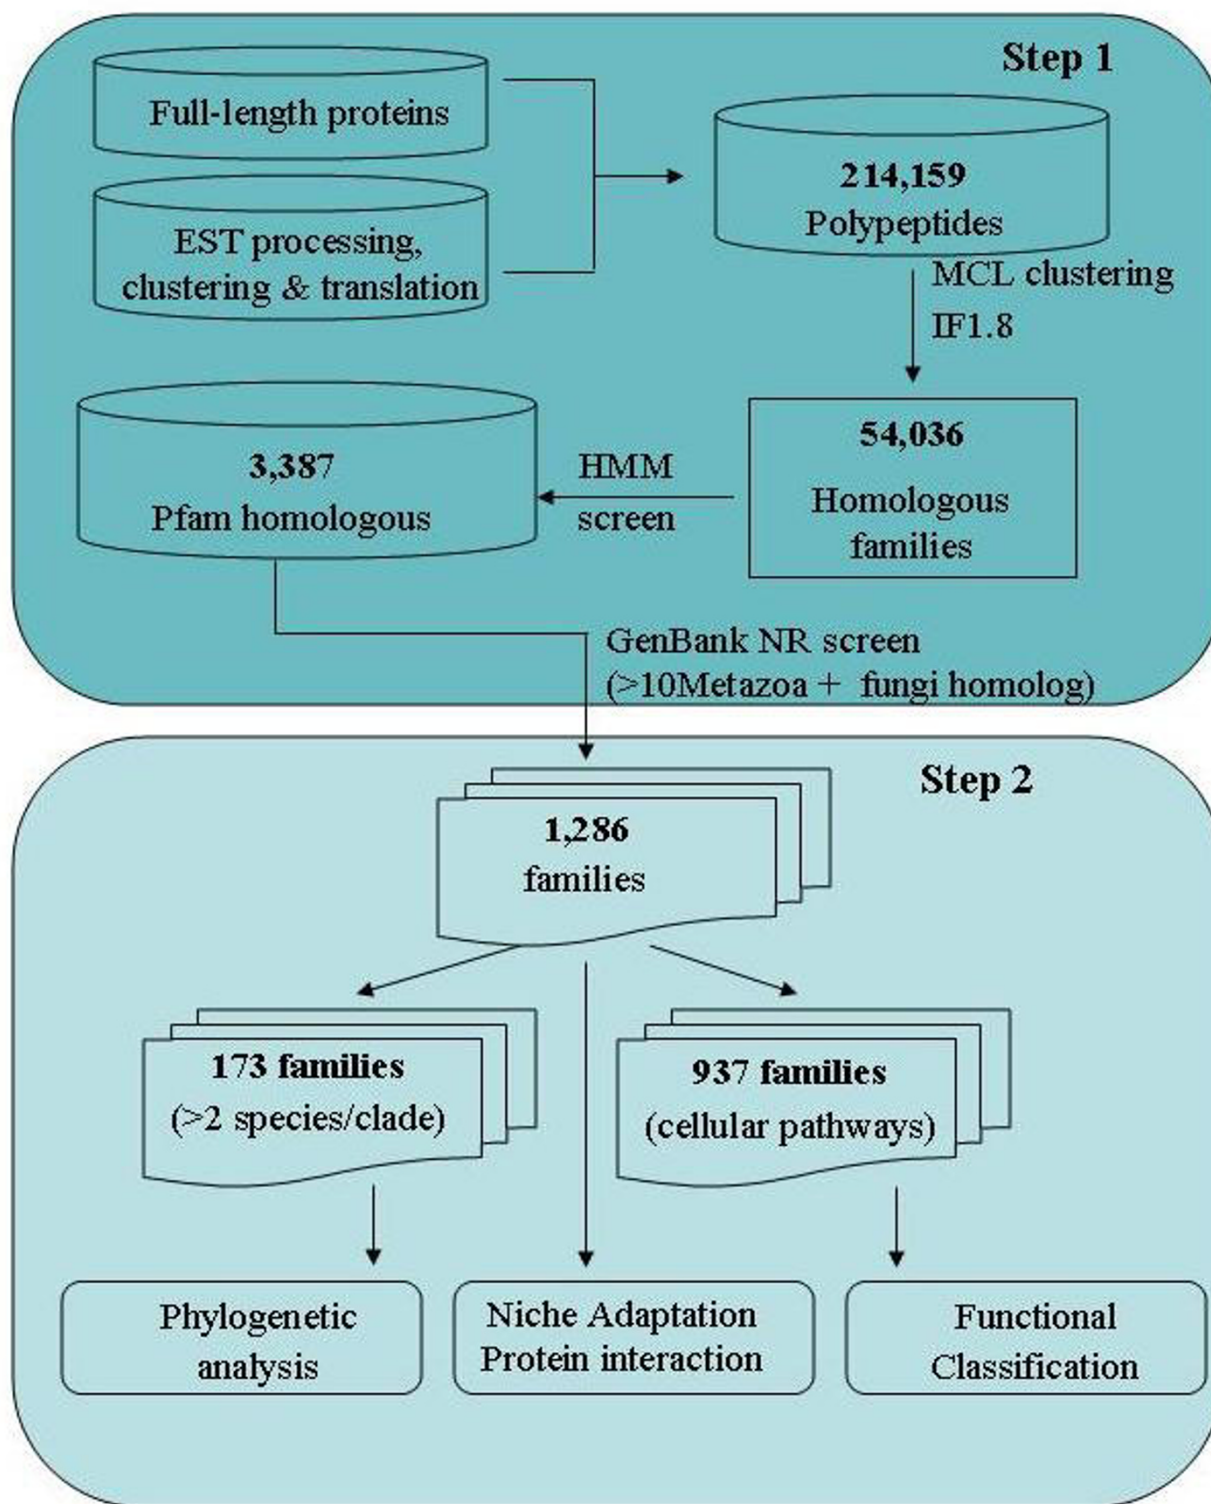 Step 1
Full-length proteins
EST processing,
clustering & translation
214,159
Polypeptides
MCL clustering
IF1.8
54,036
Homologous
families
HMM
screen
3,387
Pfam homologous
GenBank NR screen
(>10Metazoa + fungi homolog)
Step 2
1,286
families
173 families
(>2 species/clade)
937 families
(cellular pathways)
Phylogenetic
analysis
Niche Adaptation
Protein interaction
Functional
Classification